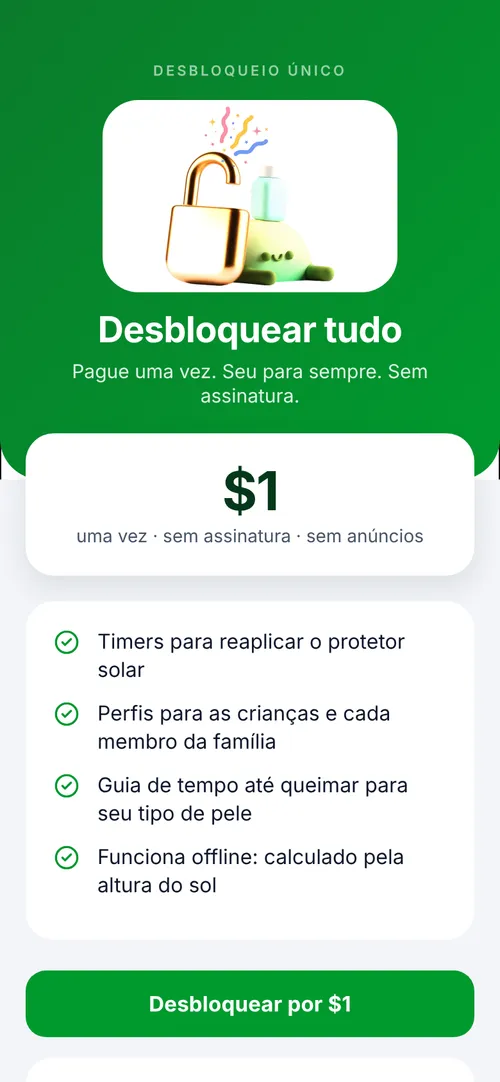 DESBLOQUEIO ÚNICO
Desbloquear tudo
Pague uma vez. Seu para sempre. Sem
assinatura.
$1
uma vez · sem assinatura · sem anúncios
Timers para reaplicar o protetor
solar
Perfis para as crianças e cada
membro da família
Guia de tempo até queimar para
seu tipo de pele
Funciona offline: calculado pela
altura do sol
Desbloquear por $1